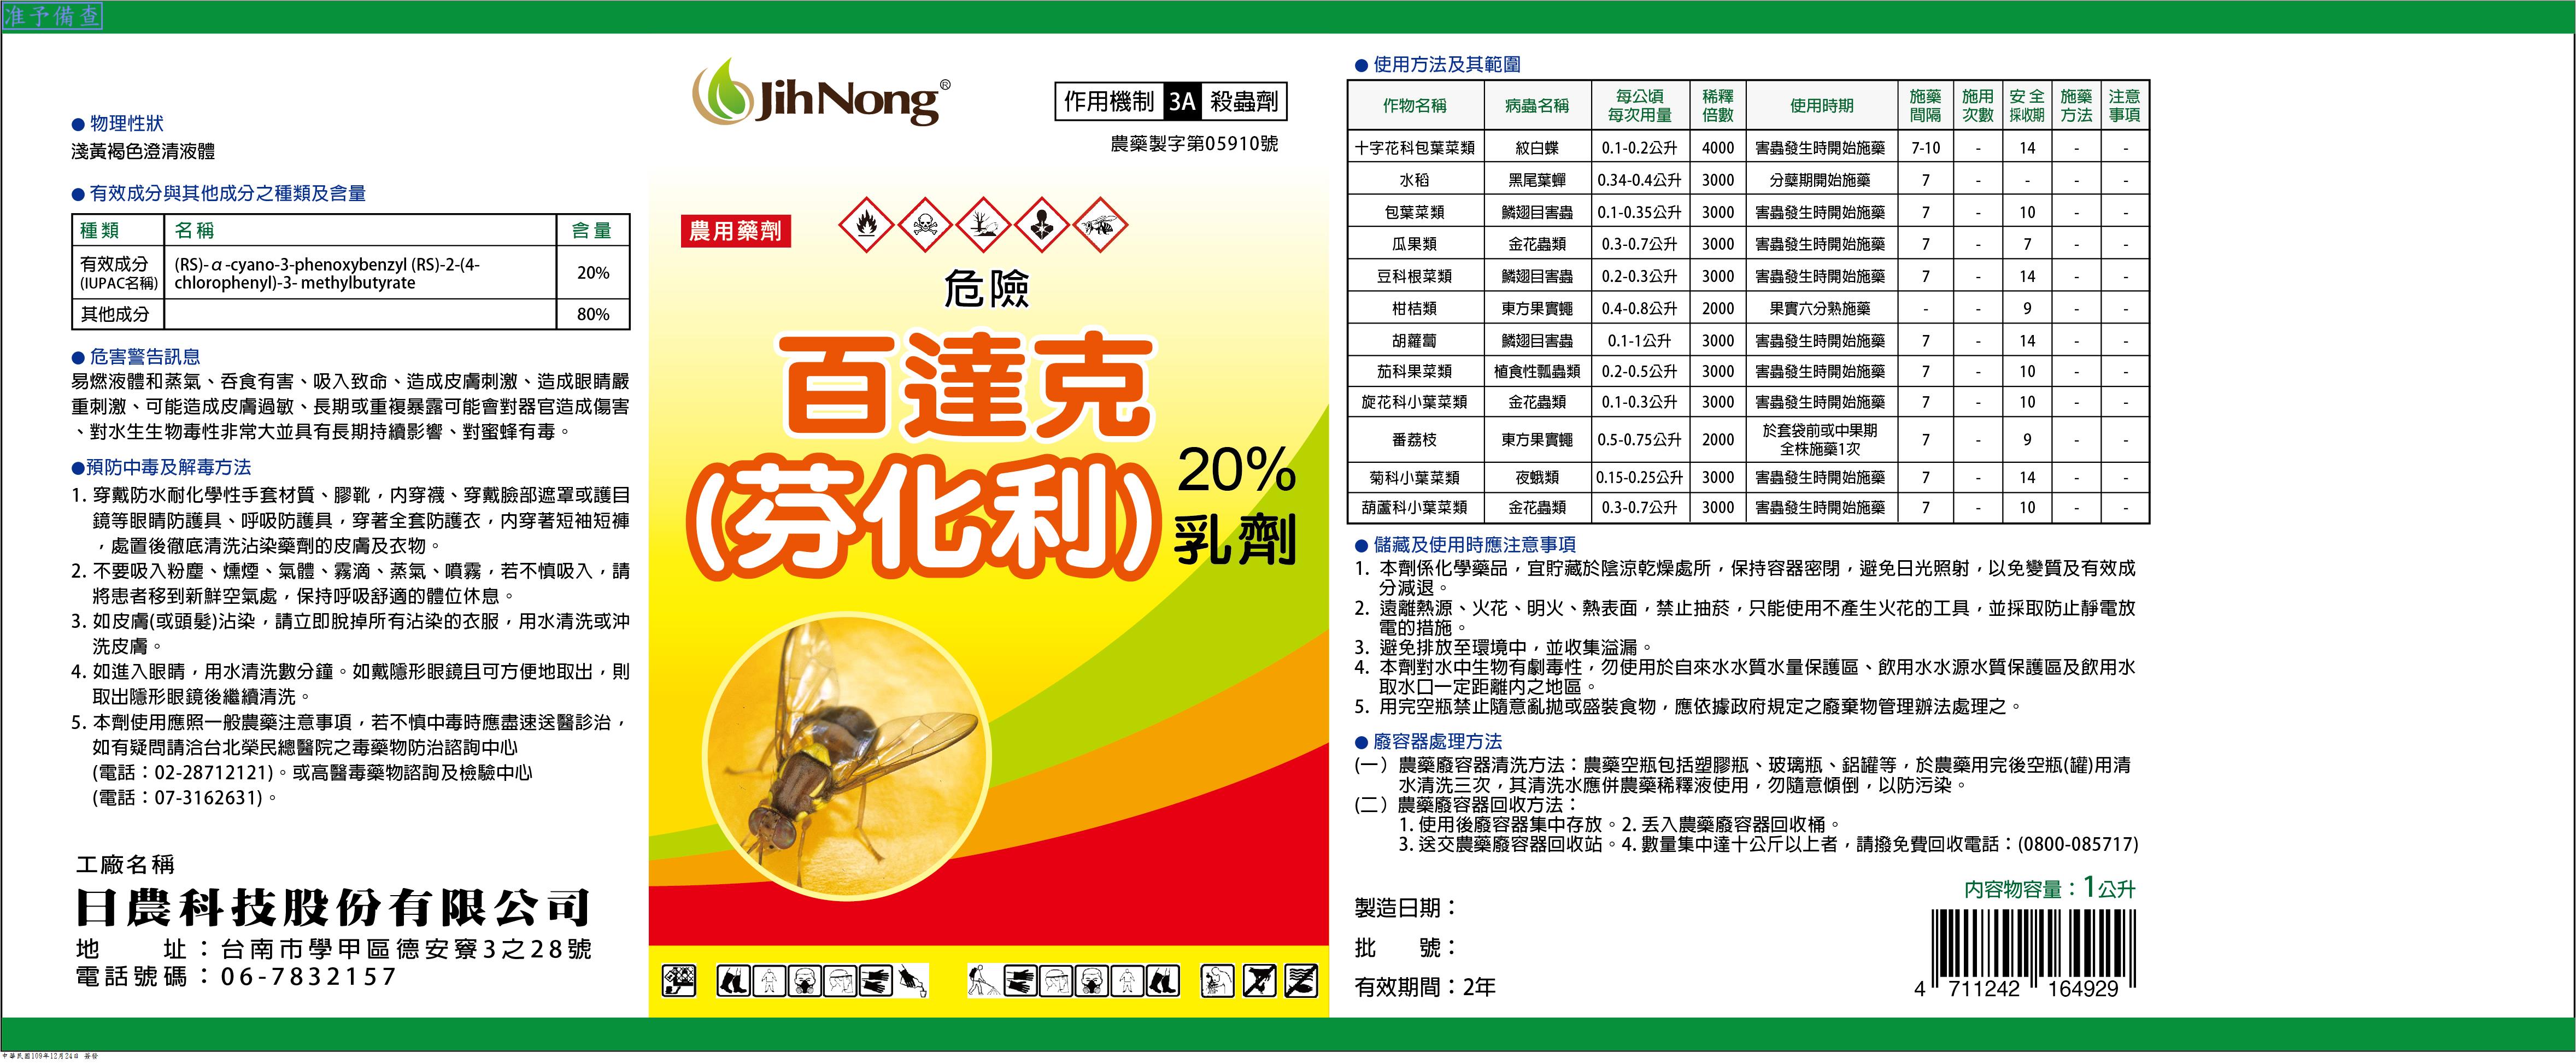 准予備查
● 物理性狀
淺黃褐色澄清液體
● 有效成分與其他成分之種類及含量
種類 名稱 含量
有效成分 (IUPAC名稱) (RS)-α-cyano-3-phenoxybenzyl (RS)-2-(4-chlorophenyl)-3- methylbutyrate 20%
其他成分 80%
● 危害警告訊息
易燃液體和蒸氣、吞食有害、吸入致命、造成皮膚刺激、造成眼睛嚴
重刺激、可能造成皮膚過敏、長期或重複暴露可能會對器官造成傷害
、對水生生物毒性非常大並具有長期持續影響、對蜜蜂有毒。
●預防中毒及解毒方法
1. 穿戴防水耐化學性手套材質、膠靴，內穿襪、穿戴臉部遮罩或護目
鏡等眼睛防護具、呼吸防護具，穿著全套防護衣，內穿著短袖短褲
，處置後徹底清洗沾染藥劑的皮膚及衣物。
2. 不要吸入粉塵、燻煙、氣體、霧滴、蒸氣、噴霧，若不慎吸入，請
將患者移到新鮮空氣處，保持呼吸舒適的體位休息。
3. 如皮膚(或頭髮)沾染，請立即脫掉所有沾染的衣服，用水清洗或沖
洗皮膚。
4. 如進入眼睛，用水清洗數分鐘。如戴隱形眼鏡且可方便地取出，則
取出隱形眼鏡後繼續清洗。
5. 本劑使用應照一般農藥注意事項，若不慎中毒時應盡速送醫診治，
如有疑問請洽台北榮民總醫院之毒藥物防治諮詢中心
(電話：02-28712121)。或高醫毒藥物諮詢及檢驗中心
(電話：07-3162631)。
工廠名稱
日農科技股份有限公司
地 址：台南市學甲區德安寮3之28號
電話號碼：06-7832157
JihNong®
作用機制 3A 殺蟲劑
農藥製字第05910號
農用藥劑
危險
百達克
(芬化利)
20%
乳劑
● 使用方法及其範圍
作物名稱 病蟲名稱 每公頃每次用量 稀釋倍數 使用時期 施藥間隔 施用次數 安全採收期 施藥方法 注意事項
十字花科包葉菜類 紋白蝶 0.1-0.2公升 4000 害蟲發生時開始施藥 7-10 - 14 - -
水稻 黑尾葉蟬 0.34-0.4公升 3000 分蘗期開始施藥 7 - - - -
包葉菜類 鱗翅目害蟲 0.1-0.35公升 3000 害蟲發生時開始施藥 7 - 10 - -
瓜果類 金花蟲類 0.3-0.7公升 3000 害蟲發生時開始施藥 7 - 7 - -
豆科根菜類 鱗翅目害蟲 0.2-0.3公升 3000 害蟲發生時開始施藥 7 - 14 - -
柑桔類 東方果實蠅 0.4-0.8公升 2000 果實六分熟施藥 - - 9 - -
胡蘿蔔 鱗翅目害蟲 0.1-1公升 3000 害蟲發生時開始施藥 7 - 14 - -
茄科果菜類 植食性瓢蟲類 0.2-0.5公升 3000 害蟲發生時開始施藥 7 - 10 - -
旋花科小葉菜類 金花蟲類 0.1-0.3公升 3000 害蟲發生時開始施藥 7 - 10 - -
番荔枝 東方果實蠅 0.5-0.75公升 2000 於套袋前或中果期全株施藥1次 7 - 9 - -
菊科小葉菜類 夜蛾類 0.15-0.25公升 3000 害蟲發生時開始施藥 7 - 14 - -
葫蘆科小葉菜類 金花蟲類 0.3-0.7公升 3000 害蟲發生時開始施藥 7 - 10 - -
● 儲藏及使用時應注意事項
1. 本劑係化學藥品，宜貯藏於陰涼乾燥處所，保持容器密閉，避免日光照射，以免變質及有效成
分減退。
2. 遠離熱源、火花、明火、熱表面，禁止抽菸，只能使用不產生火花的工具，並採取防止靜電放
電的措施。
3. 避免排放至環境中，並收集溢漏。
4. 本劑對水中生物有劇毒性，勿使用於自來水水質水量保護區、飲用水水源水質保護區及飲用水
取水口一定距離內之地區。
5. 用完空瓶禁止隨意亂拋或盛裝食物，應依據政府規定之廢棄物管理辦法處理之。
● 廢容器處理方法
(一）農藥廢容器清洗方法：農藥空瓶包括塑膠瓶、玻璃瓶、鋁罐等，於農藥用完後空瓶(罐)用清
水清洗三次，其清洗水應併農藥稀釋液使用，勿隨意傾倒，以防污染。
(二）農藥廢容器回收方法：
1. 使用後廢容器集中存放。2. 丟入農藥廢容器回收桶。
3. 送交農藥廢容器回收站。4. 數量集中達十公斤以上者，請撥免費回收電話：(0800-085717)
內容物容量：1公升
製造日期：
批 號：
有效期間：2年
4 711242 164929
中華民國109年12月24日 簽發